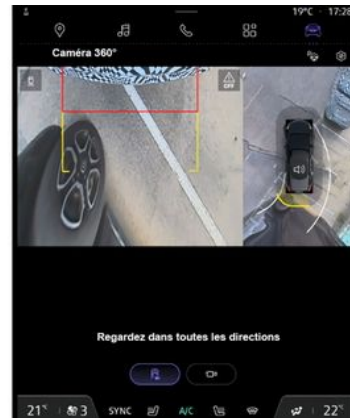 19°C · 17:28
Caméra 360°
OFF
Regardez dans toutes les directions
21°C
3
SYNC
A/C
22°C